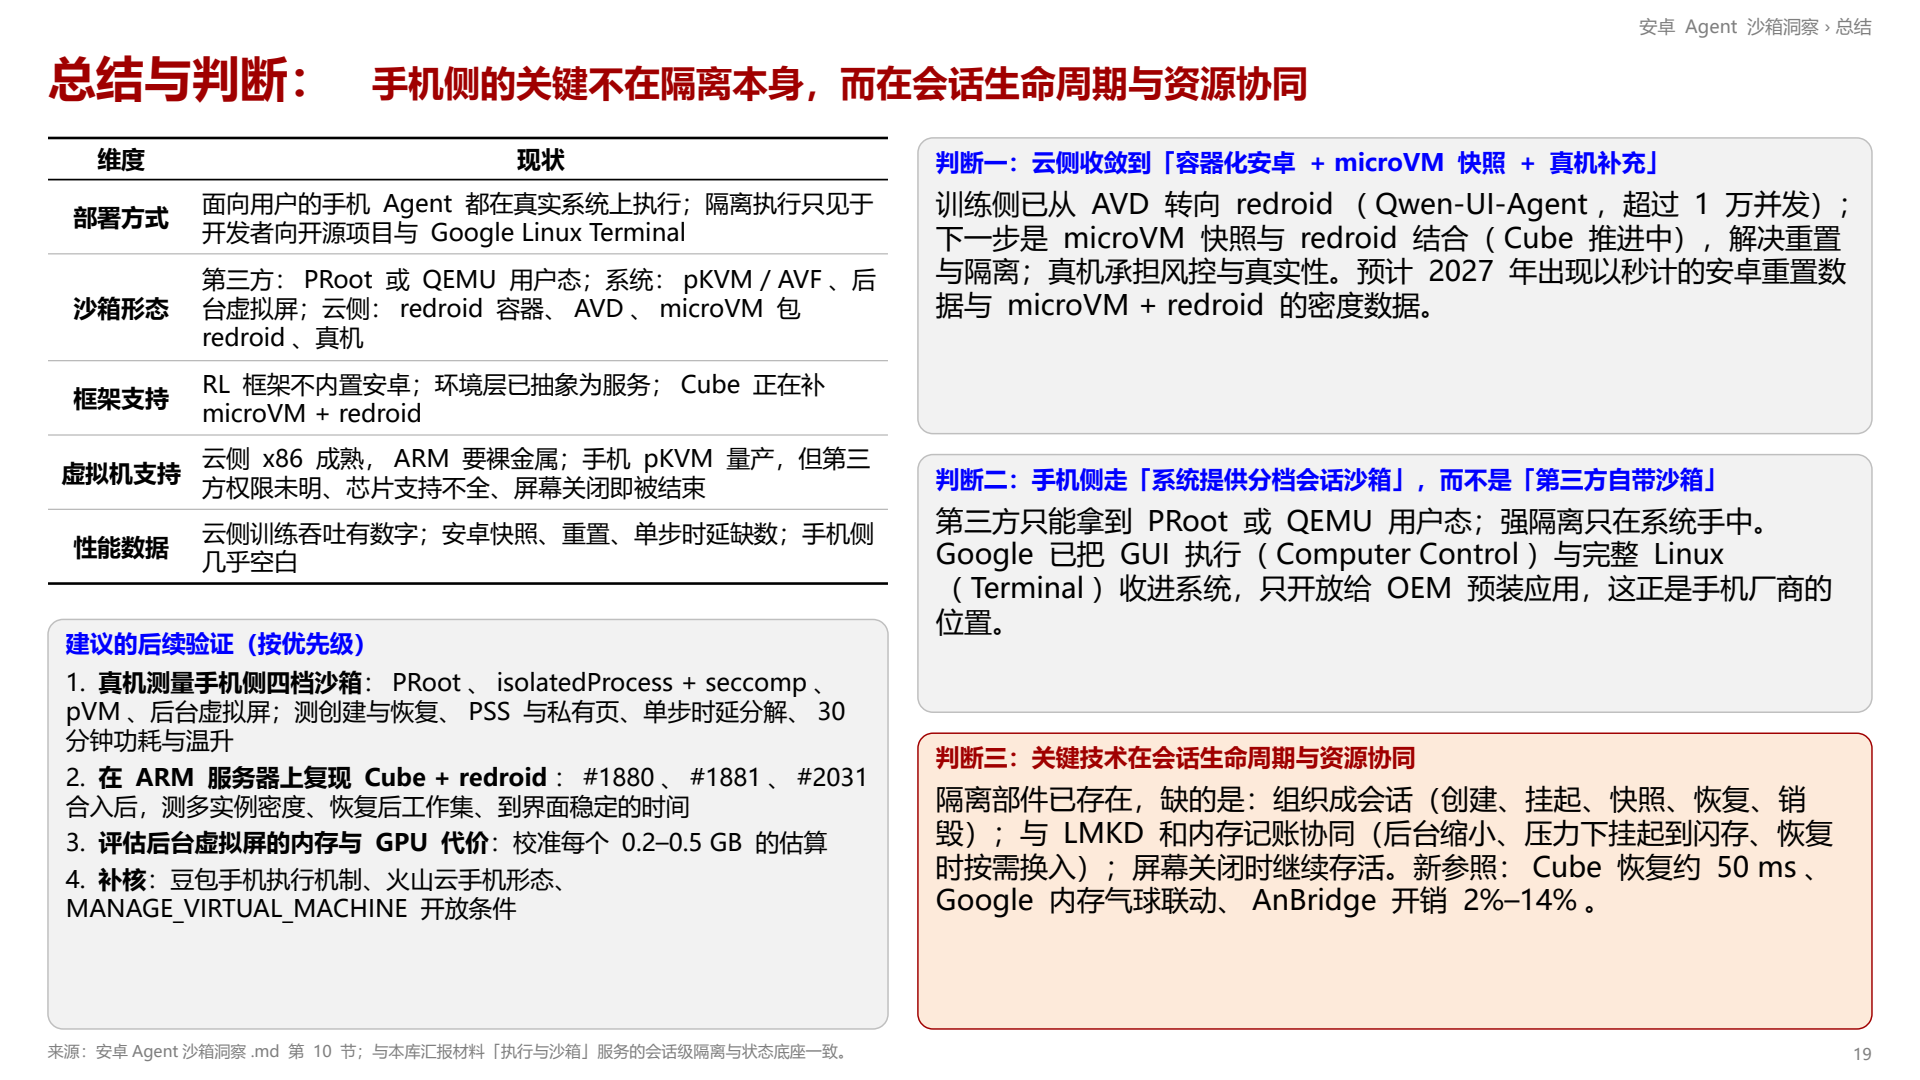 安卓 Agent 沙箱洞察 › 总结
总结与判断： 手机侧的关键不在隔离本身，而在会话生命周期与资源协同
维度 现状
部署方式 面向用户的手机 Agent 都在真实系统上执行；隔离执行只见于
开发者向开源项目与 Google Linux Terminal
沙箱形态 第三方： PRoot 或 QEMU 用户态；系统： pKVM / AVF 、后
台虚拟屏；云侧： redroid 容器、 AVD 、 microVM 包
redroid 、真机
框架支持 RL 框架不内置安卓；环境层已抽象为服务； Cube 正在补
microVM + redroid
虚拟机支持 云侧 x86 成熟， ARM 要裸金属；手机 pKVM 量产，但第三
方权限未明、芯片支持不全、屏幕关闭即被结束
性能数据 云侧训练吞吐有数字；安卓快照、重置、单步时延缺数；手机侧
几乎空白
建议的后续验证（按优先级）
1. 真机测量手机侧四档沙箱： PRoot 、 isolatedProcess + seccomp 、
pVM 、后台虚拟屏；测创建与恢复、 PSS 与私有页、单步时延分解、 30
分钟功耗与温升
2. 在 ARM 服务器上复现 Cube + redroid ： #1880 、 #1881 、 #2031
合入后，测多实例密度、恢复后工作集、到界面稳定的时间
3. 评估后台虚拟屏的内存与 GPU 代价：校准每个 0.2–0.5 GB 的估算
4. 补核：豆包手机执行机制、火山云手机形态、
MANAGE_VIRTUAL_MACHINE 开放条件
判断一：云侧收敛到「容器化安卓 + microVM 快照 + 真机补充」
训练侧已从 AVD 转向 redroid （ Qwen-UI-Agent ，超过 1 万并发）；
下一步是 microVM 快照与 redroid 结合（ Cube 推进中），解决重置
与隔离；真机承担风控与真实性。预计 2027 年出现以秒计的安卓重置数
据与 microVM + redroid 的密度数据。
判断二：手机侧走「系统提供分档会话沙箱」，而不是「第三方自带沙箱」
第三方只能拿到 PRoot 或 QEMU 用户态；强隔离只在系统手中。
Google 已把 GUI 执行（ Computer Control ）与完整 Linux
（ Terminal ）收进系统，只开放给 OEM 预装应用，这正是手机厂商的
位置。
判断三：关键技术在会话生命周期与资源协同
隔离部件已存在，缺的是：组织成会话（创建、挂起、快照、恢复、销
毁）；与 LMKD 和内存记账协同（后台缩小、压力下挂起到闪存、恢复
时按需换入）；屏幕关闭时继续存活。新参照： Cube 恢复约 50 ms 、
Google 内存气球联动、 AnBridge 开销 2%–14% 。
来源：安卓 Agent 沙箱洞察 .md 第 10 节；与本库汇报材料「执行与沙箱」服务的会话级隔离与状态底座一致。
19